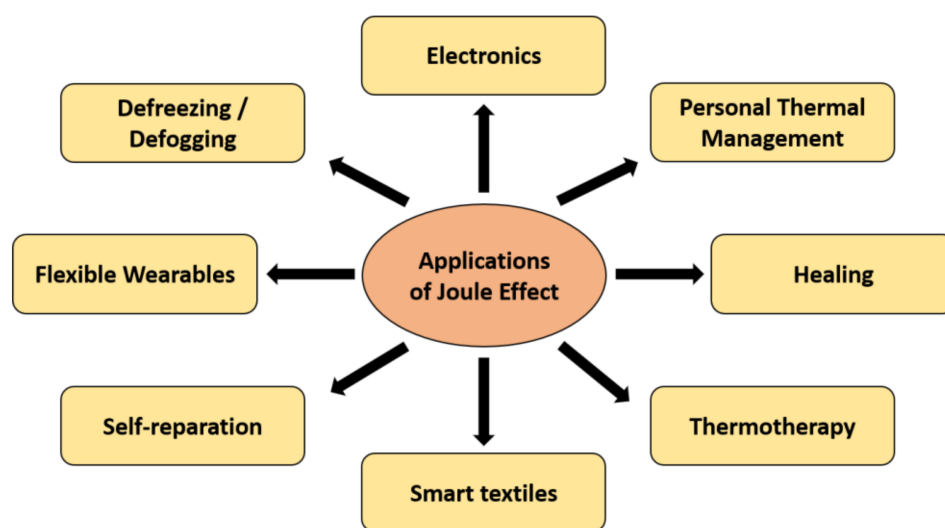 Electronics
Defreezing /
Defogging
Personal Thermal
Management
Flexible Wearables
Applications
of Joule Effect
Healing
Self-reparation
Thermotherapy
Smart textiles